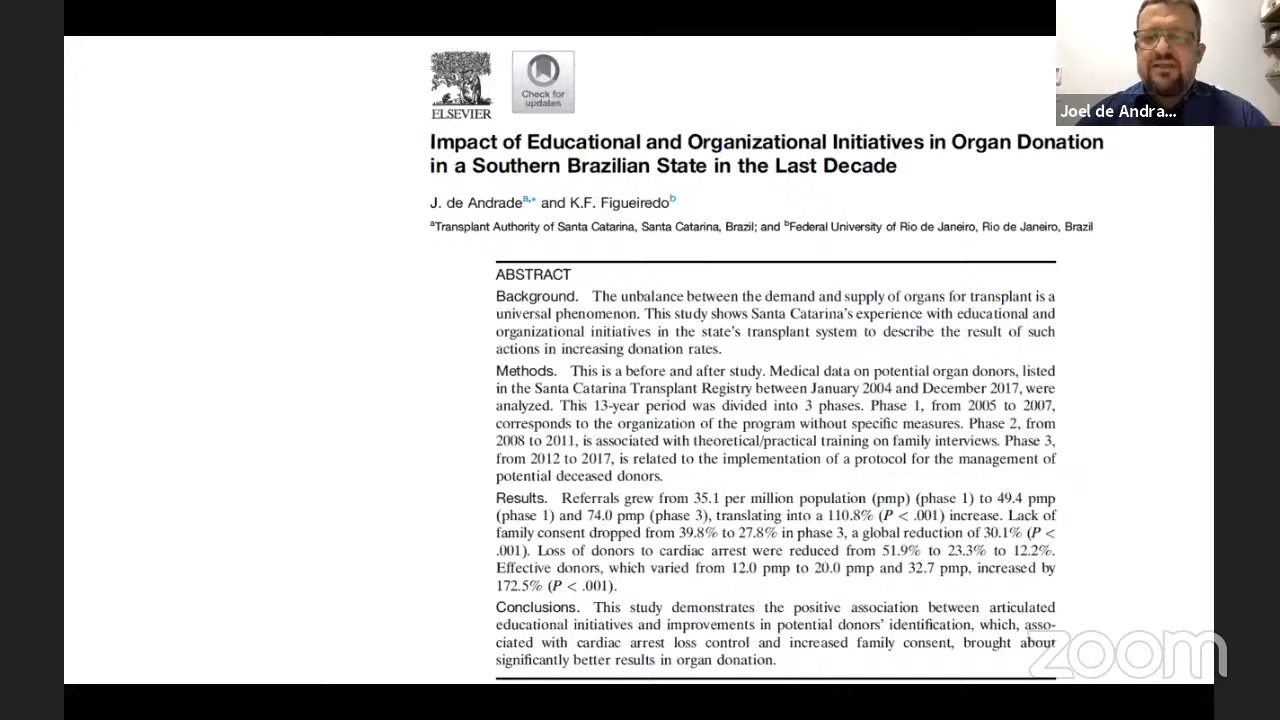 ELSEVIER
Check for
updates
Joel de Andra...
Impact of Educational and Organizational Initiatives in Organ Donation
in a Southern Brazilian State in the Last Decade
J. de Andradeᵃ,* and K.F. Figueiredoᵇ
ᵃTransplant Authority of Santa Catarina, Santa Catarina, Brazil; and ᵇFederal University of Rio de Janeiro, Rio de Janeiro, Brazil
ABSTRACT
Background. The unbalance between the demand and supply of organs for transplant is a
universal phenomenon. This study shows Santa Catarina's experience with educational and
organizational initiatives in the state's transplant system to describe the result of such
actions in increasing donation rates.
Methods. This is a before and after study. Medical data on potential organ donors, listed
in the Santa Catarina Transplant Registry between January 2004 and December 2017, were
analyzed. This 13-year period was divided into 3 phases. Phase 1, from 2005 to 2007,
corresponds to the organization of the program without specific measures. Phase 2, from
2008 to 2011, is associated with theoretical/practical training on family interviews. Phase 3,
from 2012 to 2017, is related to the implementation of a protocol for the management of
potential deceased donors.
Results. Referrals grew from 35.1 per million population (pmp) (phase 1) to 49.4 pmp
(phase 1) and 74.0 pmp (phase 3), translating into a 110.8% (P < .001) increase. Lack of
family consent dropped from 39.8% to 27.8% in phase 3, a global reduction of 30.1% (P <
.001). Loss of donors to cardiac arrest were reduced from 51.9% to 23.3% to 12.2%.
Effective donors, which varied from 12.0 pmp to 20.0 pmp and 32.7 pmp, increased by
172.5% (P < .001).
Conclusions. This study demonstrates the positive association between articulated
educational initiatives and improvements in potential donors' identification, which, asso-
ciated with cardiac arrest loss control and increased family consent, brought about
significantly better results in organ donation.
zoom